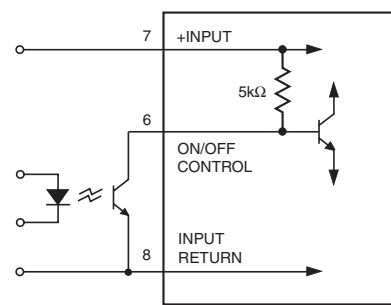 7
+INPUT
5kΩ
6
ON/OFF
CONTROL
8
INPUT
RETURN